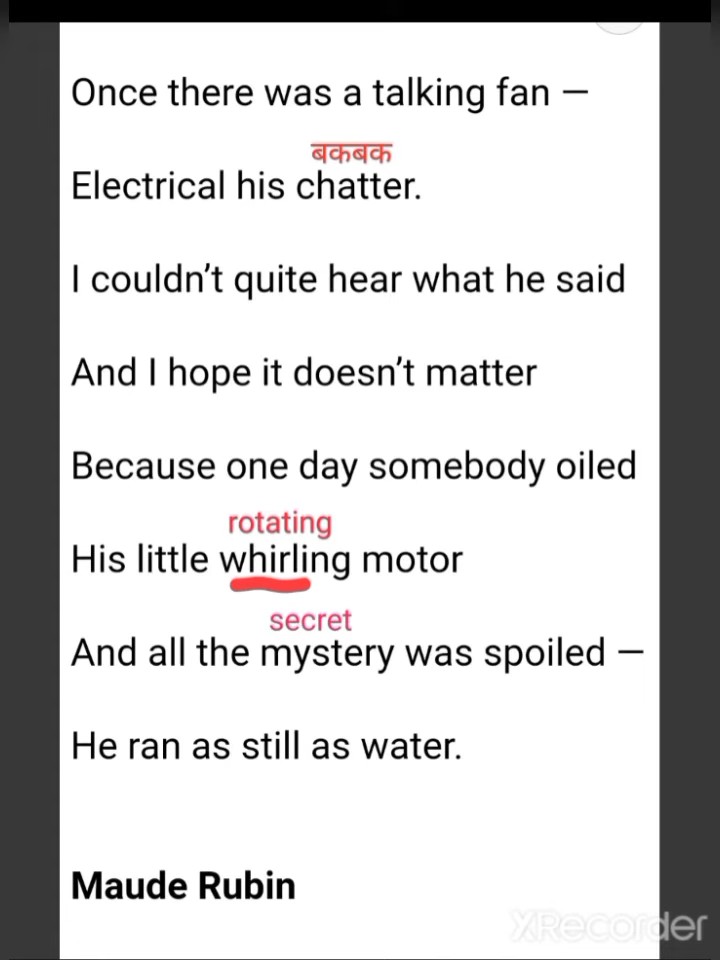 Once there was a talking fan —
बकबक
Electrical his chatter.
I couldn’t quite hear what he said
And I hope it doesn’t matter
Because one day somebody oiled
rotating
His little whirling motor
secret
And all the mystery was spoiled —
He ran as still as water.
Maude Rubin
XRecorder